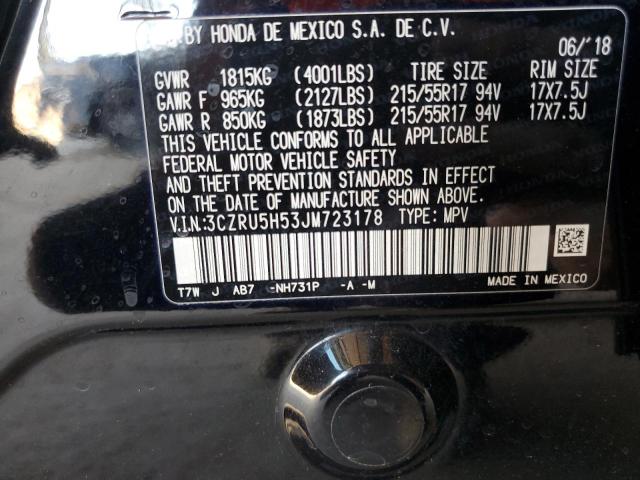 BY HONDA DE MEXICO S.A. DE C.V.
06/'18
GVWR 1815KG (4001LBS) TIRE SIZE RIM SIZE
GAWR F 965KG (2127LBS) 215/55R17 94V 17X7.5J
GAWR R 850KG (1873LBS) 215/55R17 94V 17X7.5J
THIS VEHICLE CONFORMS TO ALL APPLICABLE
FEDERAL MOTOR VEHICLE SAFETY
AND THEFT PREVENTION STANDARDS IN EFFECT
ON THE DATE OF MANUFACTURE SHOWN ABOVE.
V.I.N:3CZRU5H53JM723178 TYPE: MPV
T7W J AB7 -NH731P -A -M MADE IN MEXICO